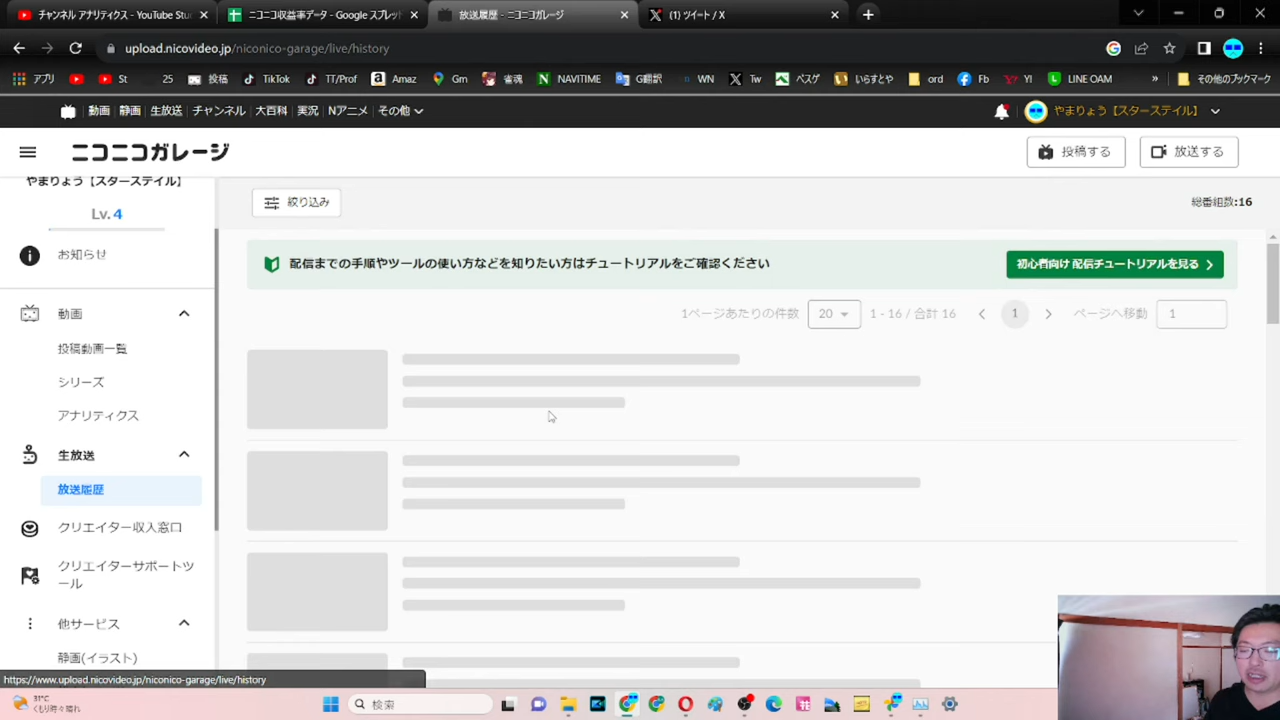 チャンネル アナリティクス - YouTube Stu
ニコニコ収益率データ - Google スプレッ
放送履歴 - ニコニコガレージ
(1) ツイート / X
upload.nicovideo.jp/niconico-garage/live/history
アプリ
St
25
投稿
TikTok
TT/Prof
Amaz
Gm
雀魂
NAVITIME
G翻訳
WN
Tw
ベスゲ
いらすとや
ord
Fb
Y!
LINE OAM
»
その他のブックマーク
動画
静画
生放送
チャンネル
大百科
実況
Nアニメ
その他
やまりょう【スターステイル】
ニコニコガレージ
投稿する
放送する
やまりょう【スターステイル】
Lv. 4
絞り込み
総番組数:16
お知らせ
配信までの手順やツールの使い方などを知りたい方はチュートリアルをご確認ください
初心者向け 配信チュートリアルを見る
動画
1ページあたりの件数
20
1 - 16 / 合計 16
1
ページへ移動
1
投稿動画一覧
シリーズ
アナリティクス
生放送
放送履歴
クリエイター収入窓口
クリエイターサポートツ
ール
他サービス
静画(イラスト)
https://www.upload.nicovideo.jp/niconico-garage/live/history
31°C
くもり時々晴れ
検索